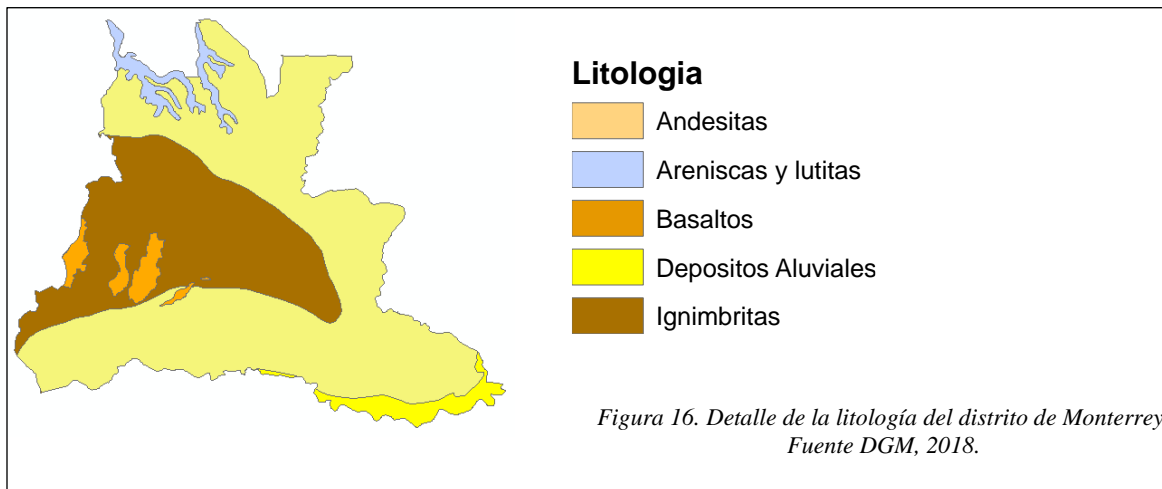 Litologia
Andesitas
Areniscas y lutitas
Basaltos
Depositos Aluviales
Ignimbritas
Figura 16. Detalle de la litología del distrito de Monterrey
Fuente DGM, 2018.